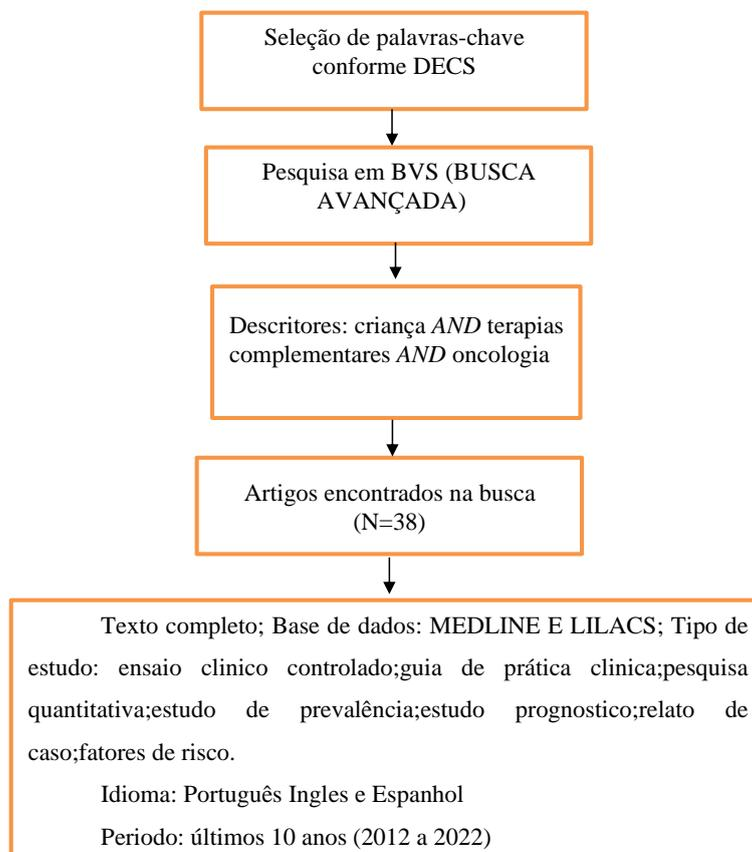 Seleção de palavras-chave
conforme DECS
Pesquisa em BVS (BUSCA
AVANÇADA)
Descritores: criança AND terapias
complementares AND oncologia
Artigos encontrados na busca
(N=38)
Texto completo; Base de dados: MEDLINE E LILACS; Tipo de
estudo: ensaio clinico controlado;guia de prática clinica;pesquisa
quantitativa;estudo de prevalência;estudo prognostico;relato de
caso;fatores de risco.
Idioma: Português Ingles e Espanhol
Periodo: últimos 10 anos (2012 a 2022)